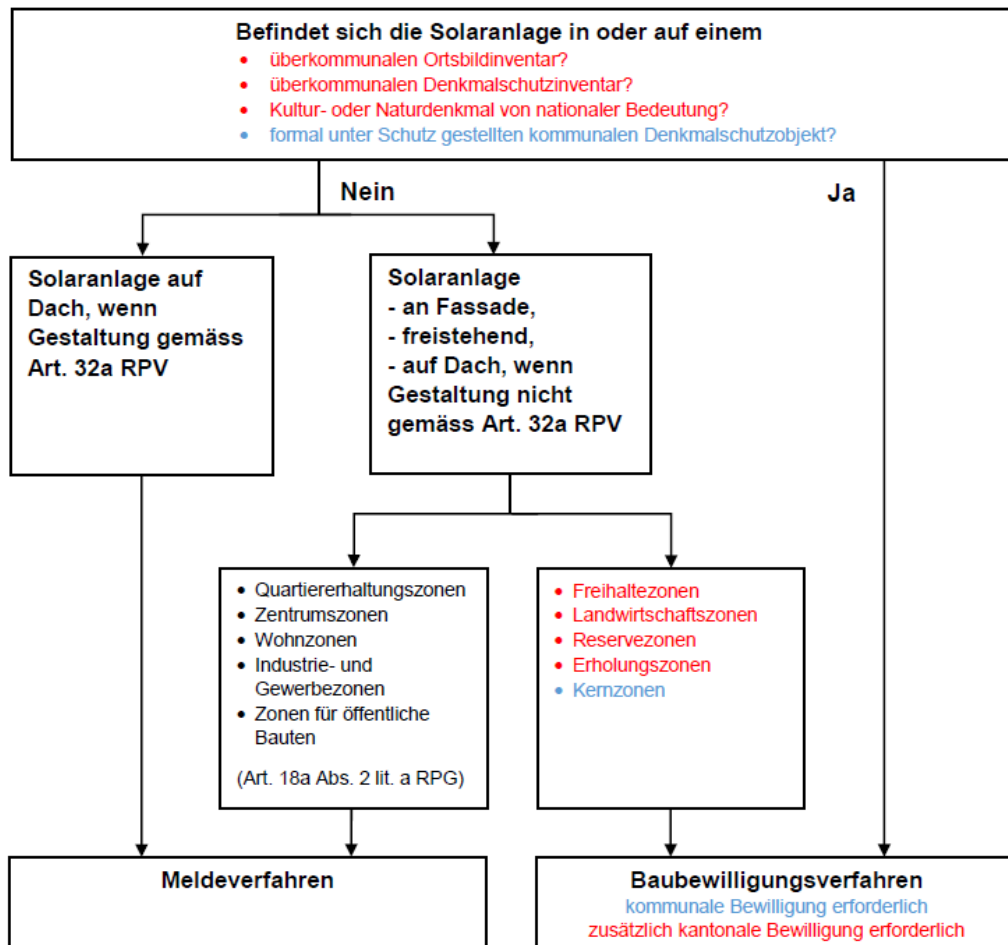 Befindet sich die Solaranlage in oder auf einem
• überkommunalen Ortsbildinventar?
• überkommunalen Denkmalschutzinventar?
• Kultur- oder Naturdenkmal von nationaler Bedeutung?
• formal unter Schutz gestellten kommunalen Denkmalschutzobjekt?
Nein
Ja
Solaranlage auf
Dach, wenn
Gestaltung gemäss
Art. 32a RPV
Solaranlage
- an Fassade,
- freistehend,
- auf Dach, wenn
Gestaltung nicht
gemäss Art. 32a RPV
• Quartiererhaltungszonen
• Zentrumszonen
• Wohnzonen
• Industrie- und
Gewerbezonen
• Zonen für öffentliche
Bauten
(Art. 18a Abs. 2 lit. a RPG)
• Freihaltezonen
• Landwirtschaftszonen
• Reservezonen
• Erholungszonen
• Kernzonen
Meldeverfahren
Baubewilligungsverfahren
kommunale Bewilligung erforderlich
zusätzlich kantonale Bewilligung erforderlich